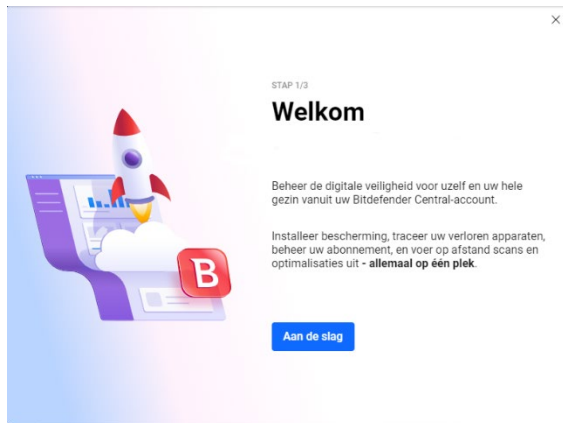 STAP 1/3
Welkom
Beheer de digitale veiligheid voor uzelf en uw hele
gezin vanuit uw Bitdefender Central-account.
Installeer bescherming, traceer uw verloren apparaten,
beheer uw abonnement, en voer op afstand scans en
optimalisaties uit - allemaal op één plek.
B
Aan de slag